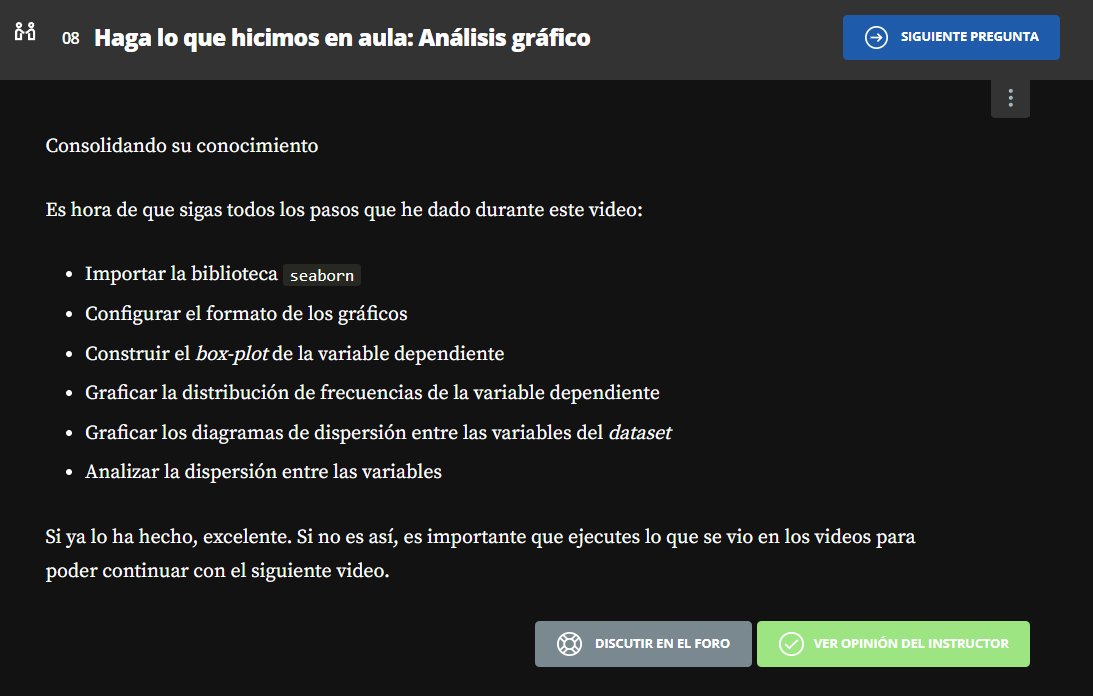 08 Haga lo que hicimos en aula: Análisis gráfico
SIGUIENTE PREGUNTA
Consolidando su conocimiento
Es hora de que sigas todos los pasos que he dado durante este video:
• Importar la biblioteca seaborn
• Configurar el formato de los gráficos
• Construir el box-plot de la variable dependiente
• Graficar la distribución de frecuencias de la variable dependiente
• Graficar los diagramas de dispersión entre las variables del dataset
• Analizar la dispersión entre las variables
Si ya lo ha hecho, excelente. Si no es así, es importante que ejecutes lo que se vio en los videos para
poder continuar con el siguiente video.
DISCUTIR EN EL FORO
VER OPINIÓN DEL INSTRUCTOR